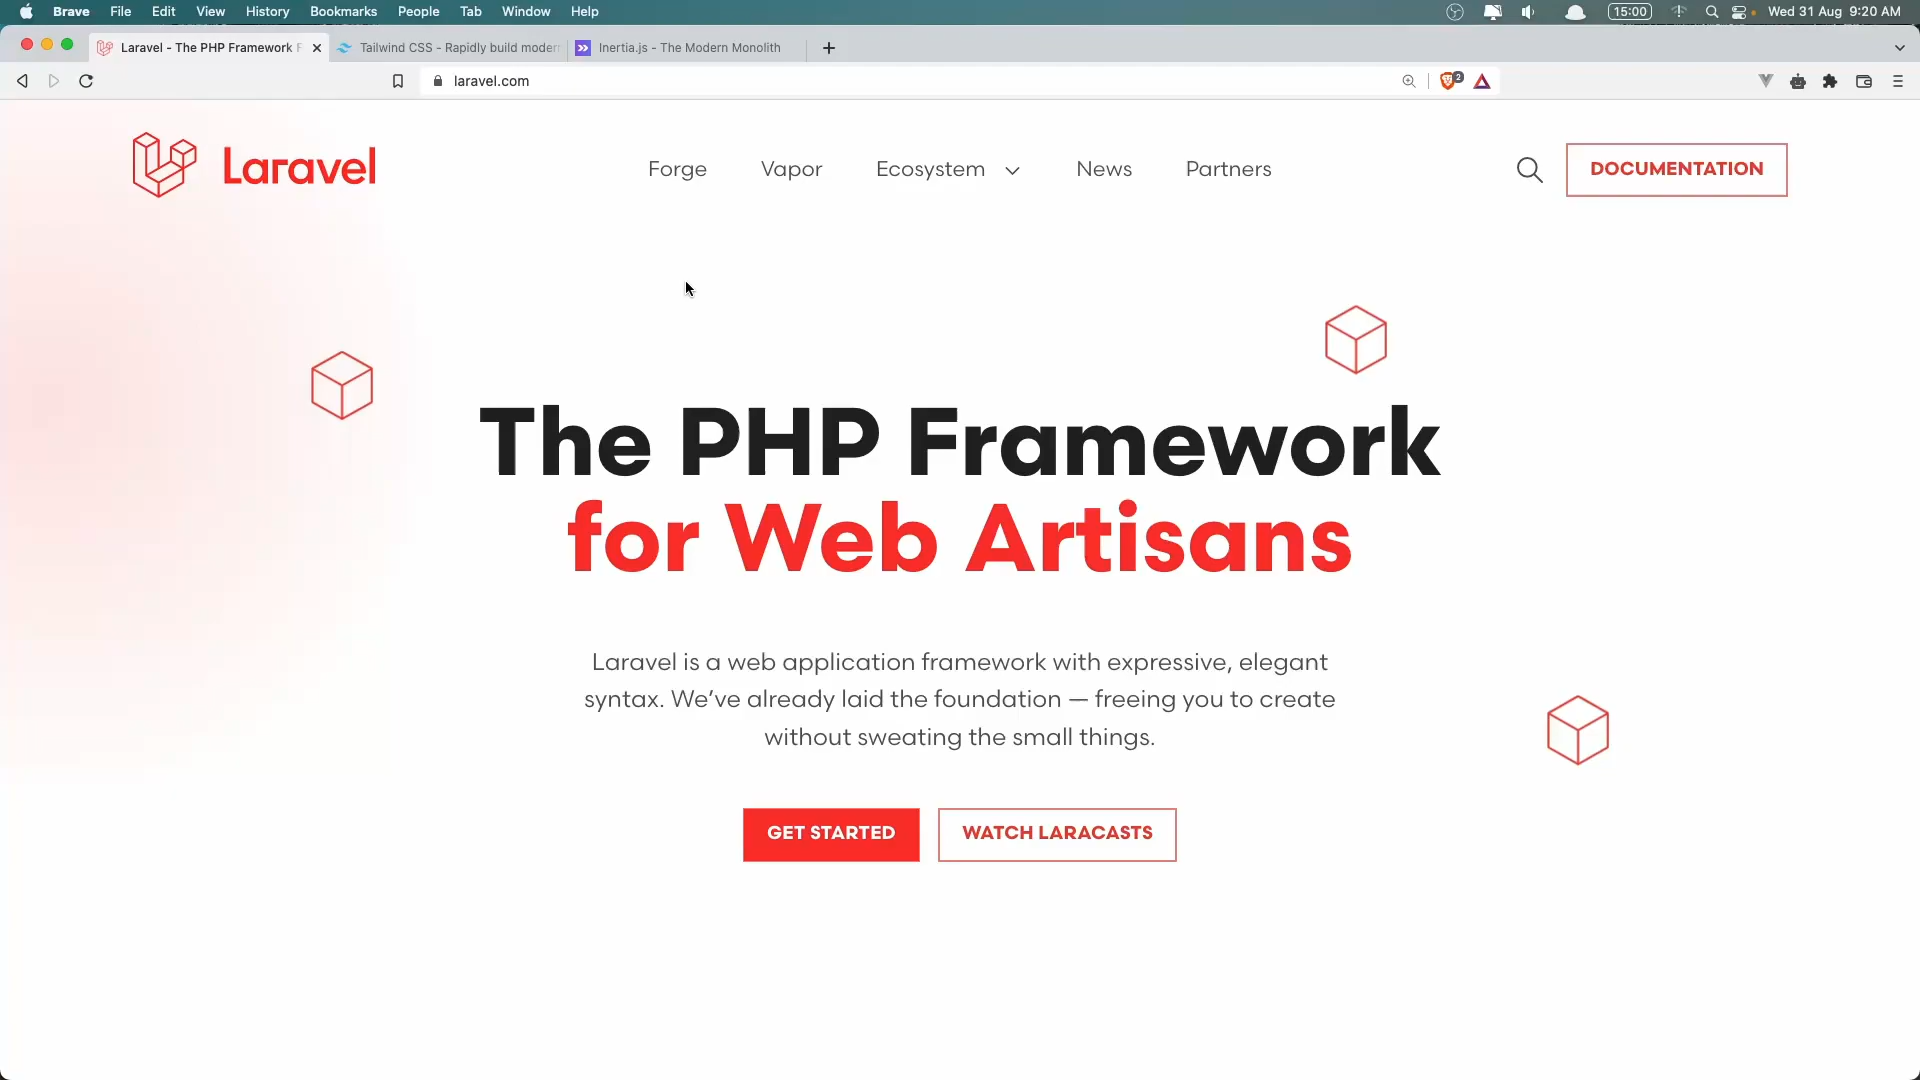 Brave File Edit View History Bookmarks People Tab Window Help 15:00 Wed 31 Aug 9:20 AM
Laravel - The PHP Framework F Tailwind CSS - Rapidly build moder Inertia.js - The Modern Monolith
laravel.com 2
Laravel Forge Vapor Ecosystem News Partners DOCUMENTATION
The PHP Framework
for Web Artisans
Laravel is a web application framework with expressive, elegant
syntax. We’ve already laid the foundation — freeing you to create
without sweating the small things.
GET STARTED WATCH LARACASTS